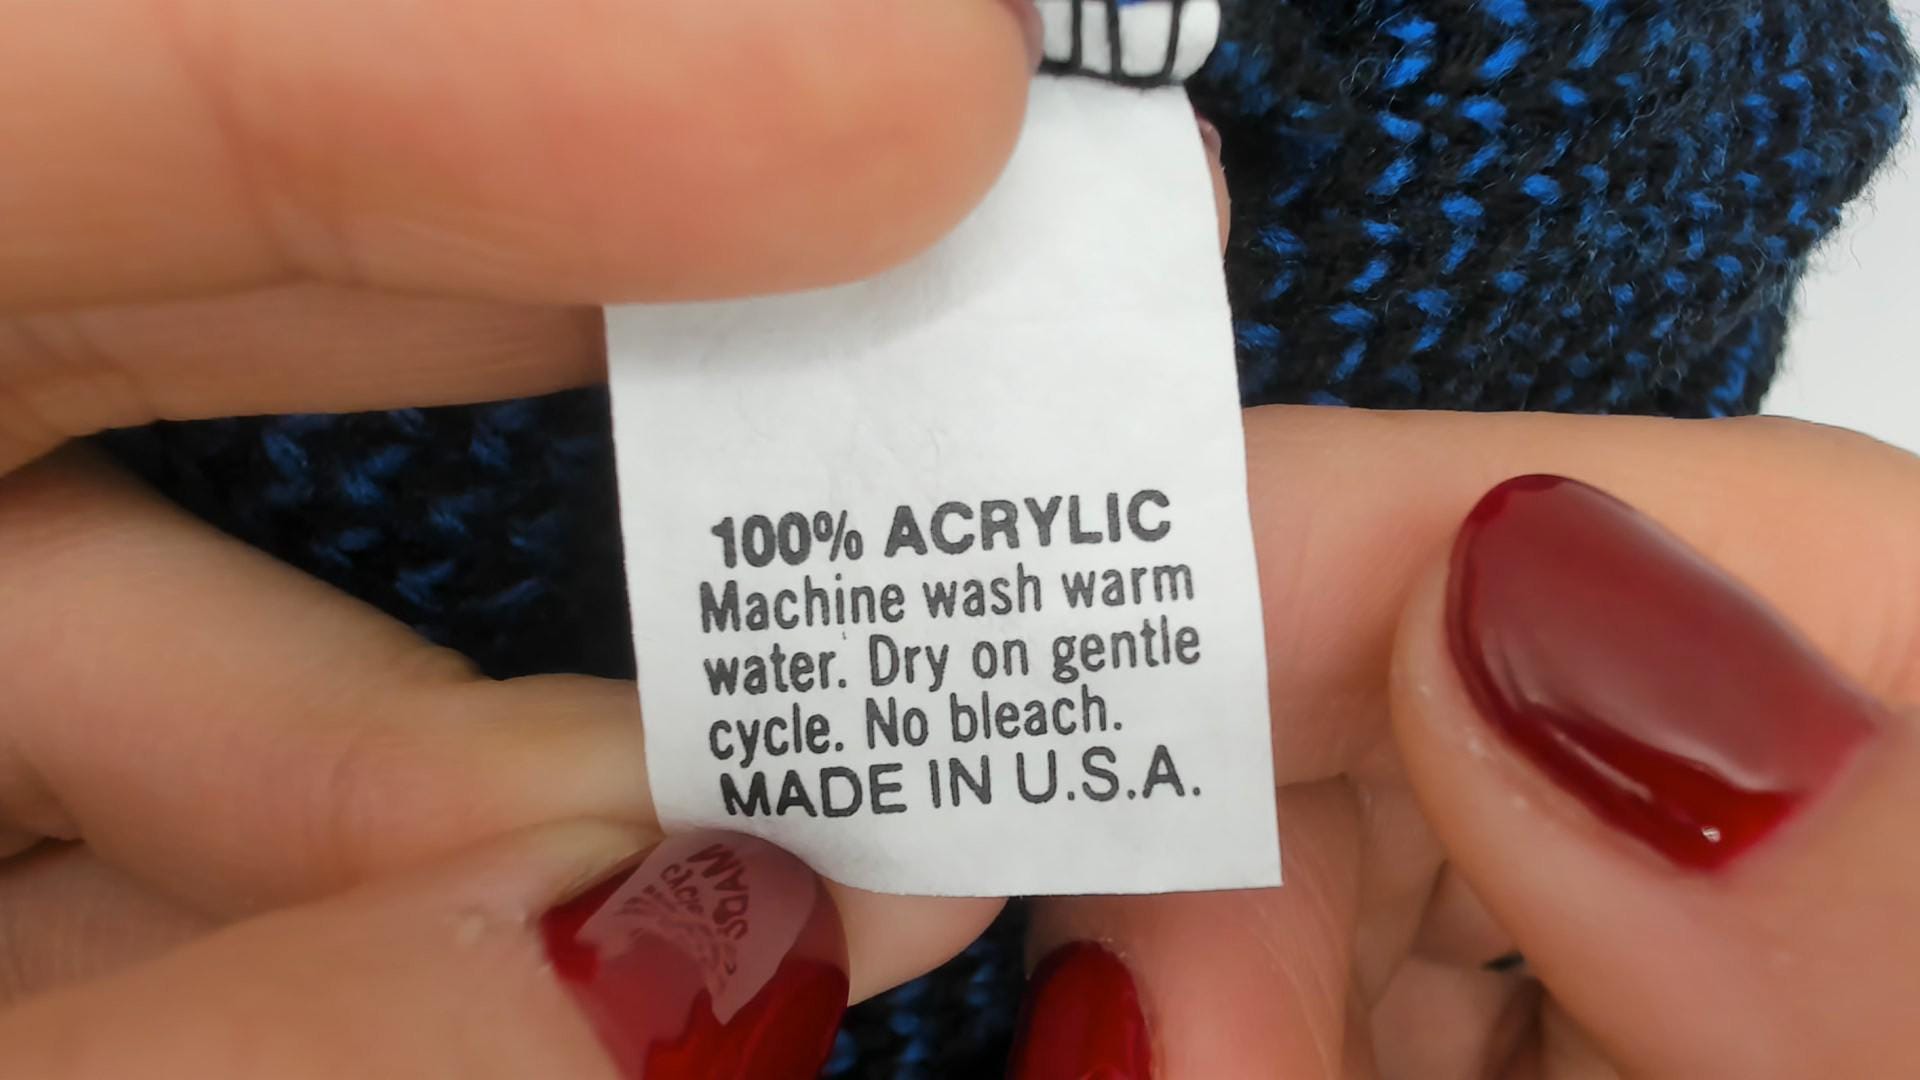 100% ACRYLIC
Machine wash warm
water. Dry on gentle
cycle. No bleach.
MADE IN U.S.A.